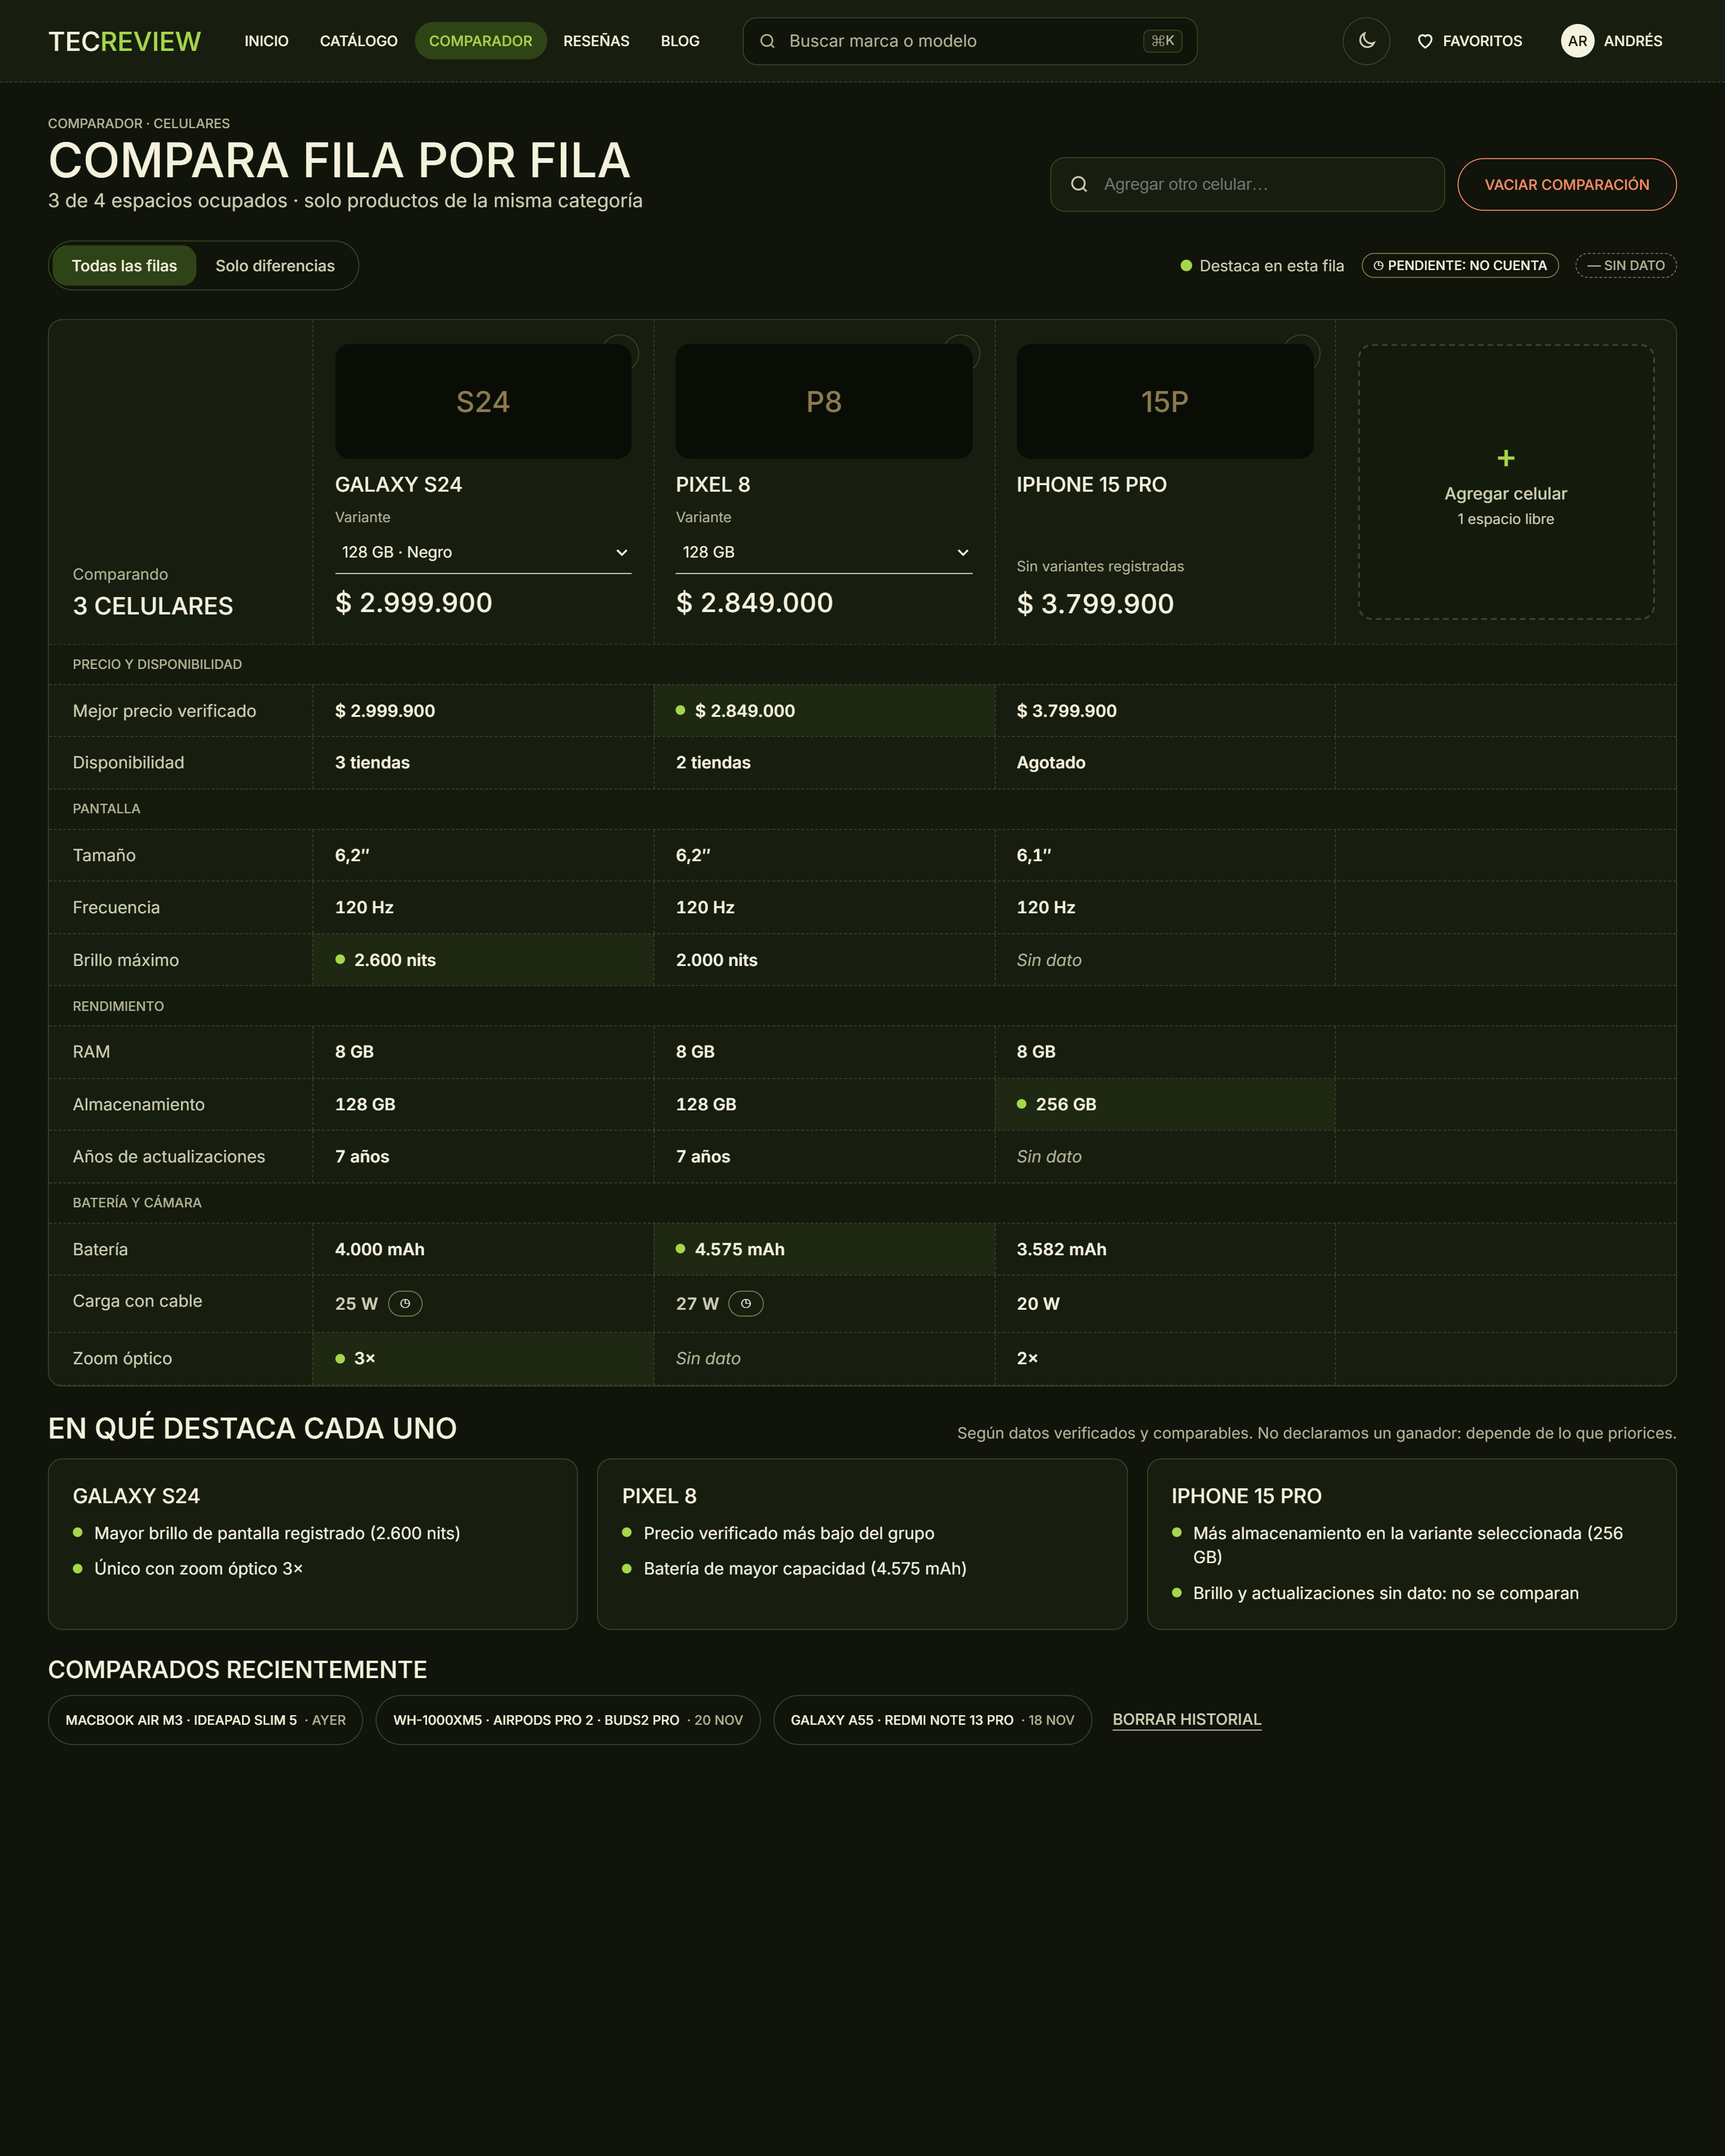 TECREVIEW INICIO CATÁLOGO COMPARADOR RESEÑAS BLOG Buscar marca o modelo ⌘K FAVORITOS AR ANDRÉS
COMPARADOR · CELULARES
COMPARA FILA POR FILA
3 de 4 espacios ocupados · solo productos de la misma categoría
Agregar otro celular… VACIAR COMPARACIÓN
Todas las filas Solo diferencias Destaca en esta fila PENDIENTE: NO CUENTA — SIN DATO
S24 P8 15P
GALAXY S24 PIXEL 8 IPHONE 15 PRO
+
Agregar celular
1 espacio libre
Variante Variante
128 GB · Negro 128 GB
Sin variantes registradas
Comparando
3 CELULARES $ 2.999.900 $ 2.849.000 $ 3.799.900
PRECIO Y DISPONIBILIDAD
Mejor precio verificado $ 2.999.900 $ 2.849.000 $ 3.799.900
Disponibilidad 3 tiendas 2 tiendas Agotado
PANTALLA
Tamaño 6,2″ 6,2″ 6,1″
Frecuencia 120 Hz 120 Hz 120 Hz
Brillo máximo 2.600 nits 2.000 nits Sin dato
RENDIMIENTO
RAM 8 GB 8 GB 8 GB
Almacenamiento 128 GB 128 GB 256 GB
Años de actualizaciones 7 años 7 años Sin dato
BATERÍA Y CÁMARA
Batería 4.000 mAh 4.575 mAh 3.582 mAh
Carga con cable 25 W 27 W 20 W
Zoom óptico 3× Sin dato 2×
EN QUÉ DESTACA CADA UNO
Según datos verificados y comparables. No declaramos un ganador: depende de lo que priorices.
GALAXY S24
Mayor brillo de pantalla registrado (2.600 nits)
Único con zoom óptico 3×
PIXEL 8
Precio verificado más bajo del grupo
Batería de mayor capacidad (4.575 mAh)
IPHONE 15 PRO
Más almacenamiento en la variante seleccionada (256
GB)
Brillo y actualizaciones sin dato: no se comparan
COMPARADOS RECIENTEMENTE
MACBOOK AIR M3 · IDEAPAD SLIM 5 · AYER WH-1000XM5 · AIRPODS PRO 2 · BUDS2 PRO · 20 NOV GALAXY A55 · REDMI NOTE 13 PRO · 18 NOV BORRAR HISTORIAL